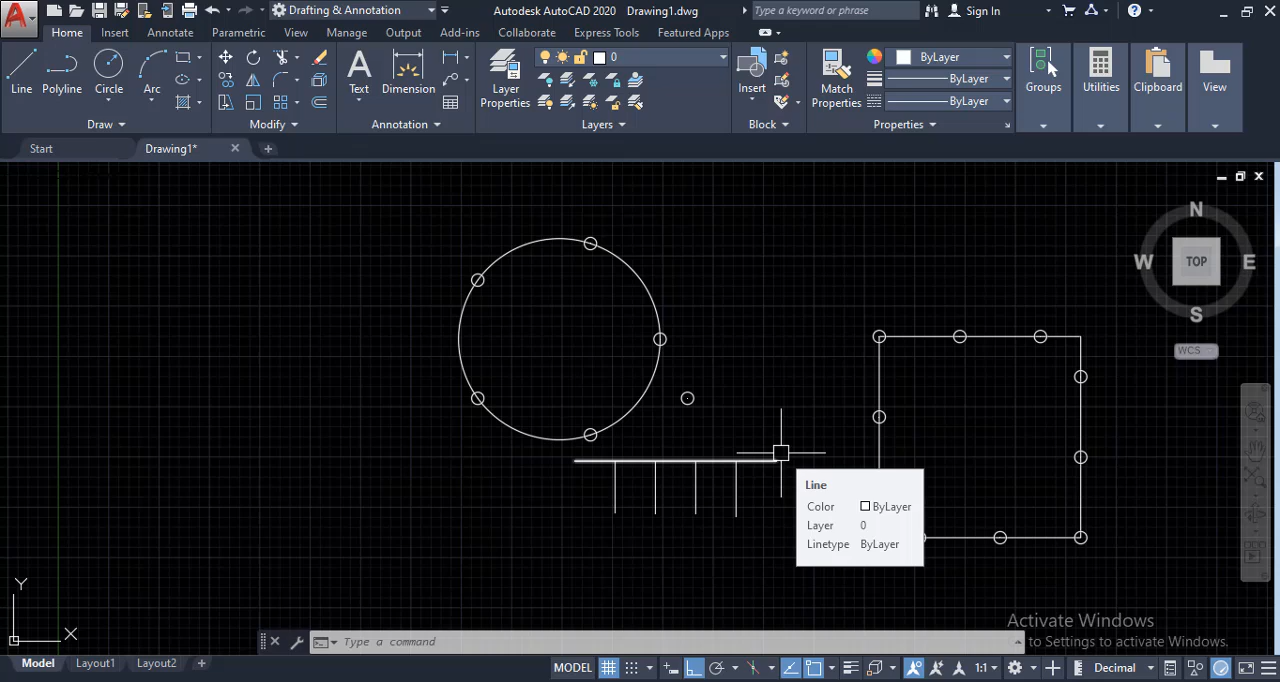 Drafting & Annotation
Autodesk AutoCAD 2020 Drawing1.dwg
Type a keyword or phrase
Sign In
Home Insert Annotate Parametric View Manage Output Add-ins Collaborate Express Tools Featured Apps
Line Polyline Circle Arc
Draw
Modify
Text Dimension
Annotation
Layer Properties
0
Layers
Insert
Block
Match Properties
ByLayer
ByLayer
ByLayer
Properties
Groups
Utilities
Clipboard
View
Start Drawing1*
N
W TOP E
S
WCS
Line
Color ByLayer
Layer 0
Linetype ByLayer
Y
X
Activate Windows
to Settings to activate Windows.
Type a command
Model Layout1 Layout2
MODEL
1:1
Decimal